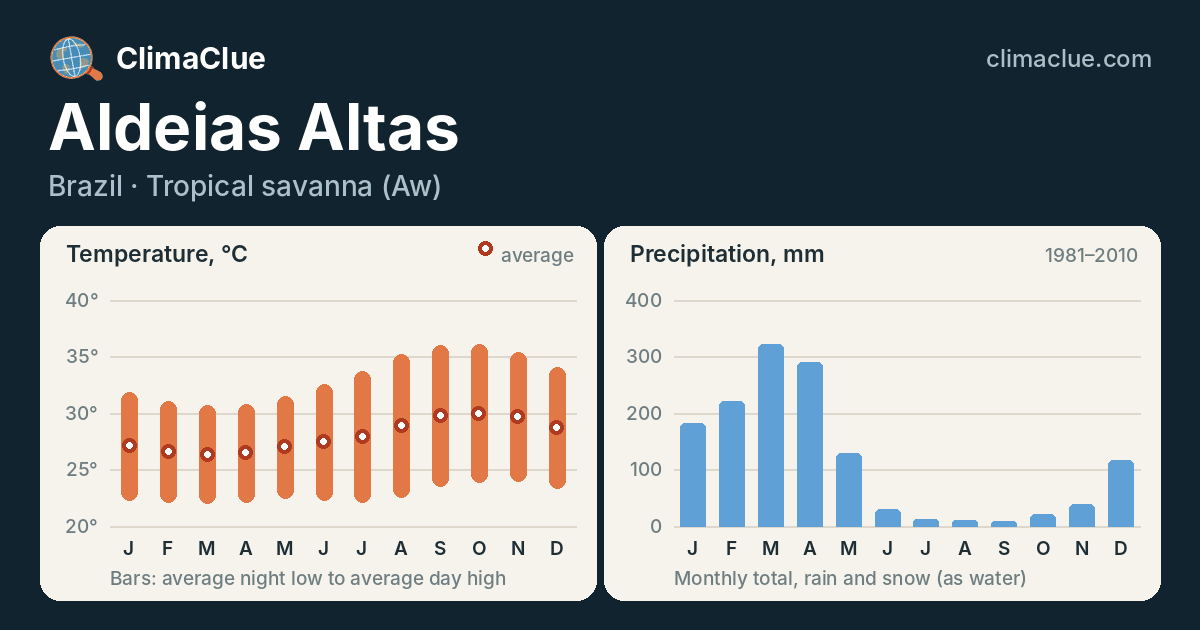 ClimaClue
climaclue.com
Aldeias Altas
Brazil · Tropical savanna (Aw)
Temperature, °C
average
40°
35°
30°
25°
20°
J F M A M J J A S O N D
Bars: average night low to average day high
Precipitation, mm
1981–2010
400
300
200
100
0
J F M A M J J A S O N D
Monthly total, rain and snow (as water)